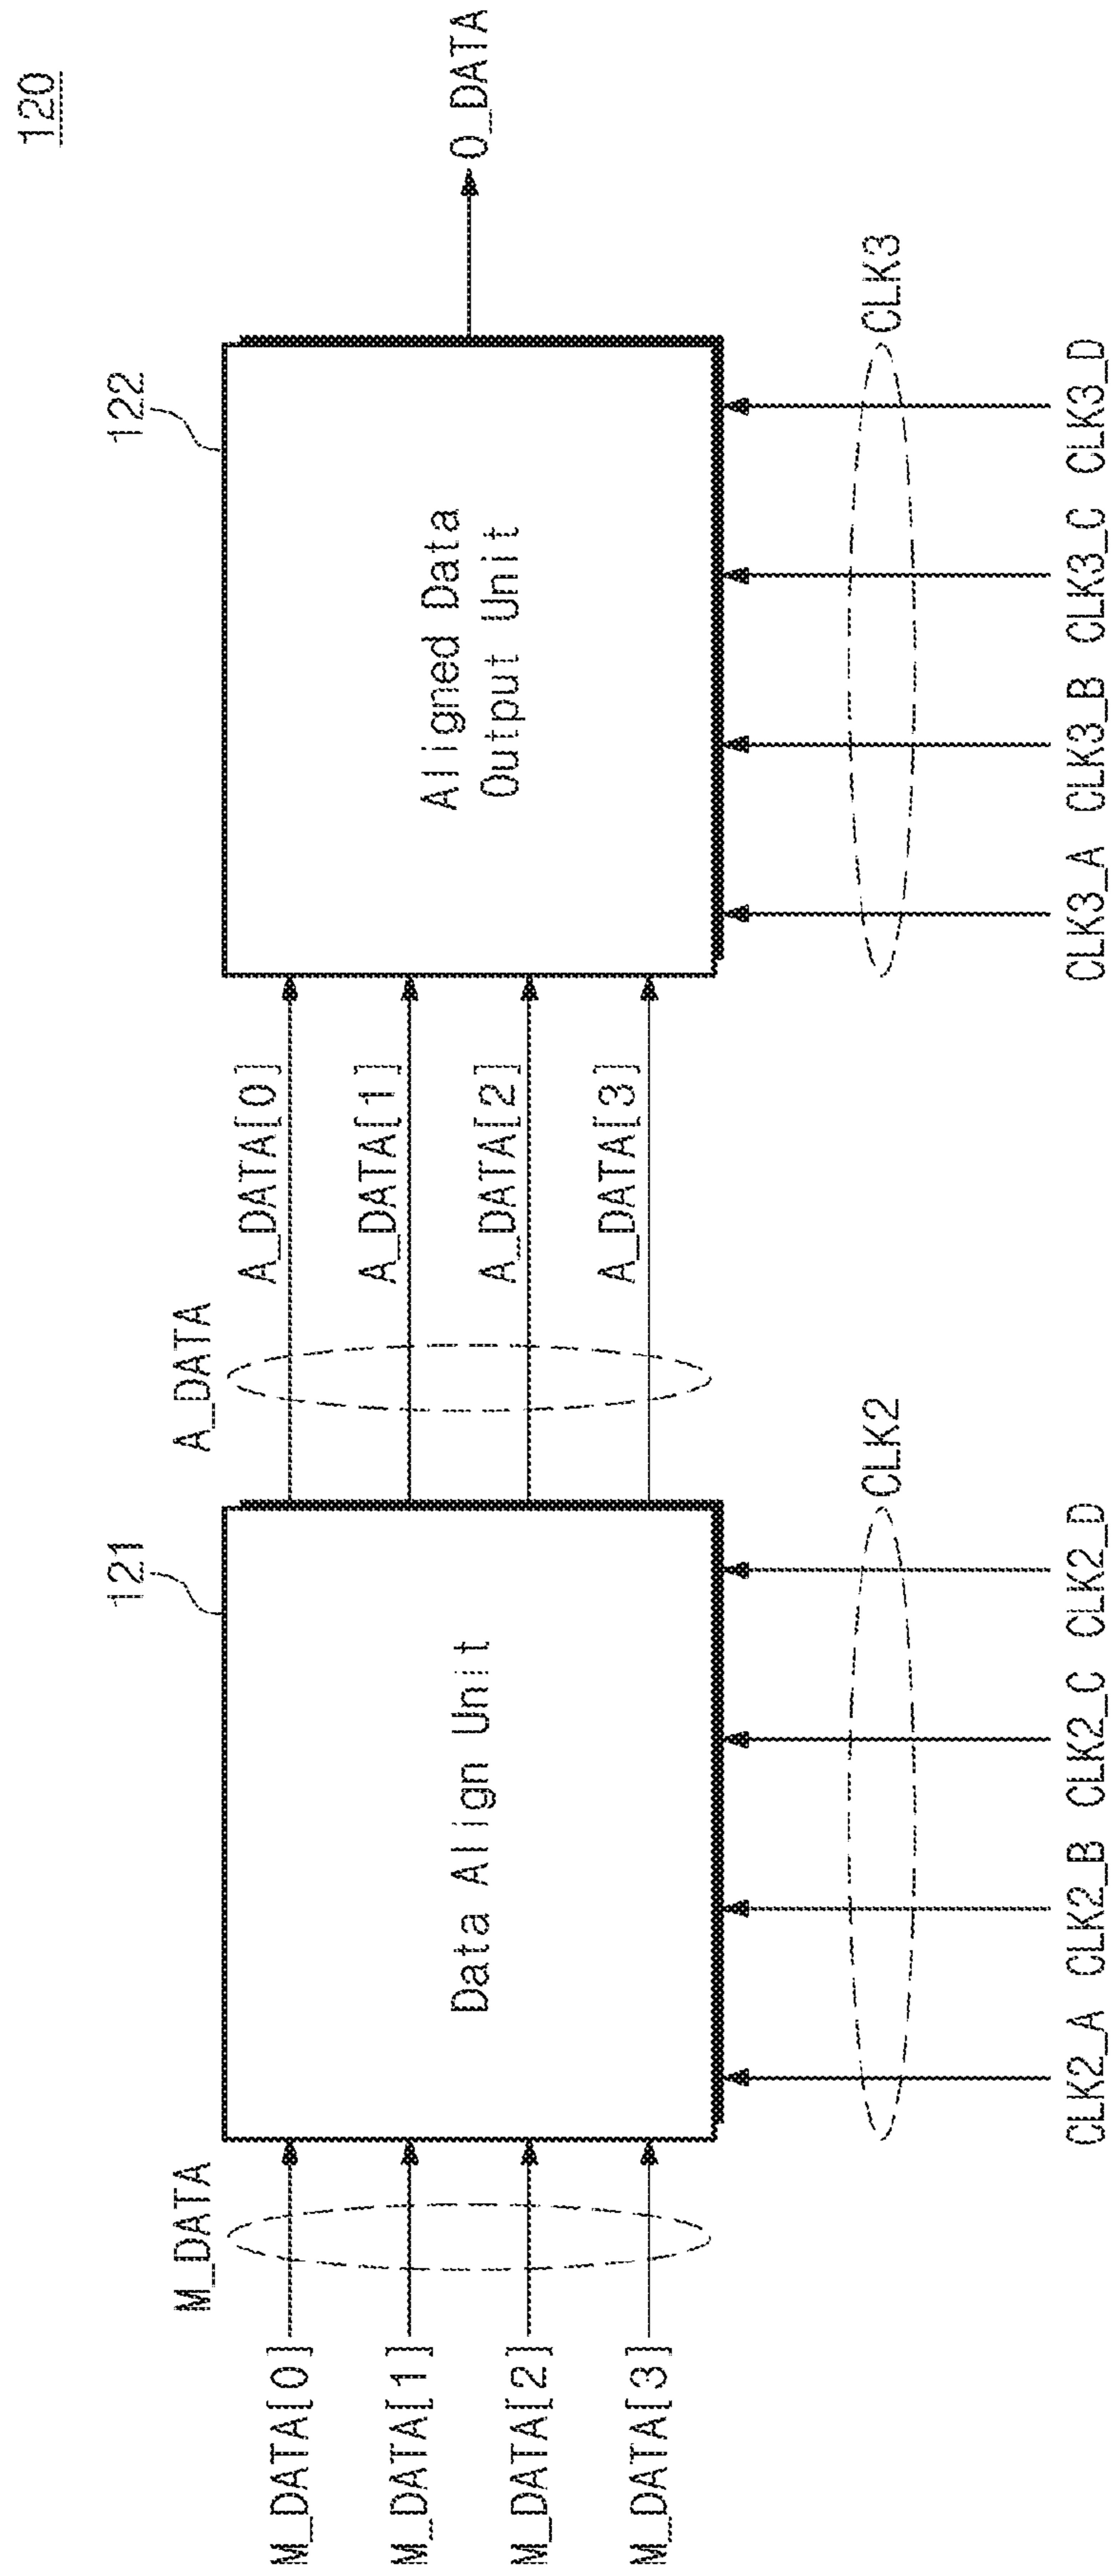 120
M_DATA
121
A_DATA
122
M_DATA[0]
M_DATA[1]
M_DATA[2]
M_DATA[3]
Data Align Unit
A_DATA[0]
A_DATA[1]
A_DATA[2]
A_DATA[3]
Aligned Data
Output Unit
O_DATA
CLK2
CLK3
CLK2_A CLK2_B CLK2_C CLK2_D
CLK3_A CLK3_B CLK3_C CLK3_D